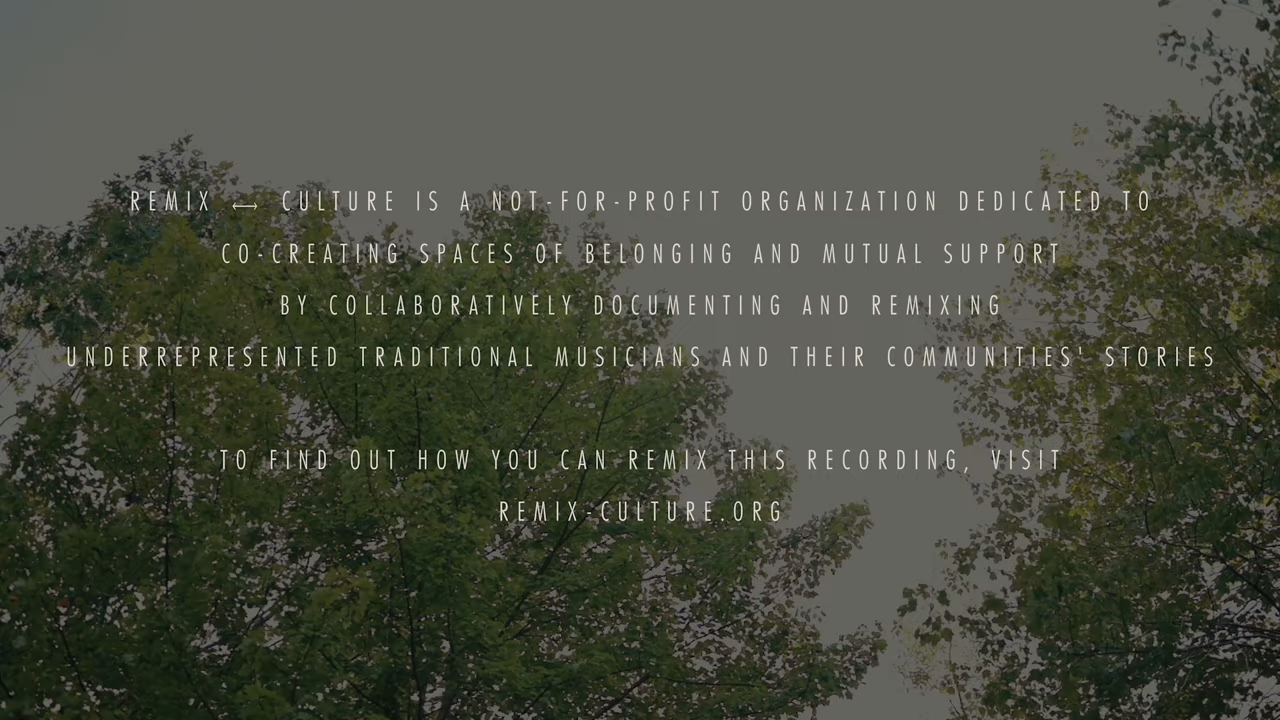 REMIX ⟷ CULTURE IS A NOT-FOR-PROFIT ORGANIZATION DEDICATED TO
CO-CREATING SPACES OF BELONGING AND MUTUAL SUPPORT
BY COLLABORATIVELY DOCUMENTING AND REMIXING
UNDERREPRESENTED TRADITIONAL MUSICIANS AND THEIR COMMUNITIES' STORIES
TO FIND OUT HOW YOU CAN REMIX THIS RECORDING, VISIT
REMIX-CULTURE.ORG